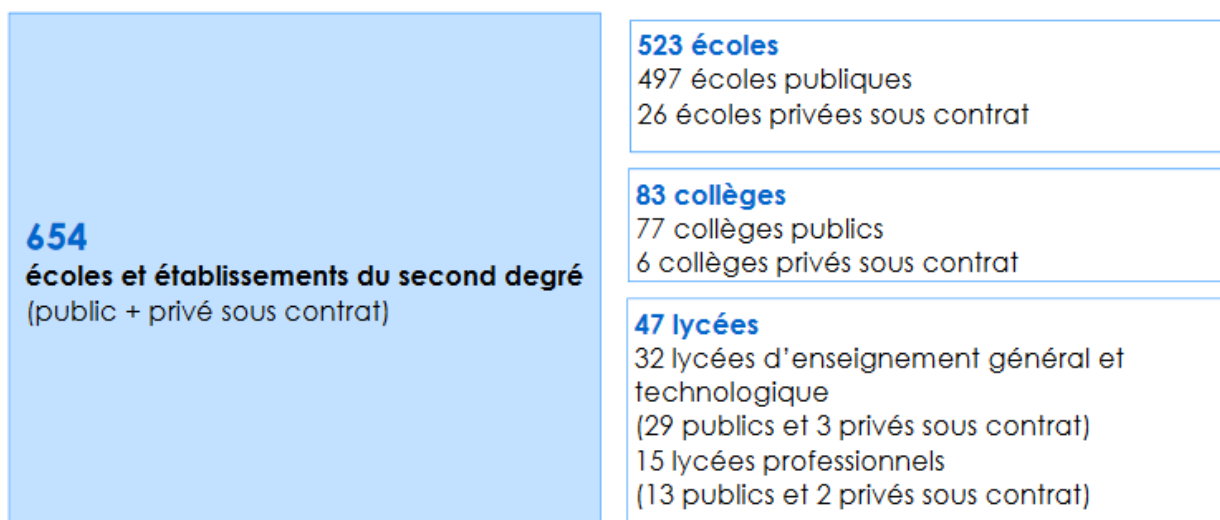 654
écoles et établissements du second degré
(public + privé sous contrat)
523 écoles
497 écoles publiques
26 écoles privées sous contrat
83 collèges
77 collèges publics
6 collèges privés sous contrat
47 lycées
32 lycées d’enseignement général et
technologique
(29 publics et 3 privés sous contrat)
15 lycées professionnels
(13 publics et 2 privés sous contrat)